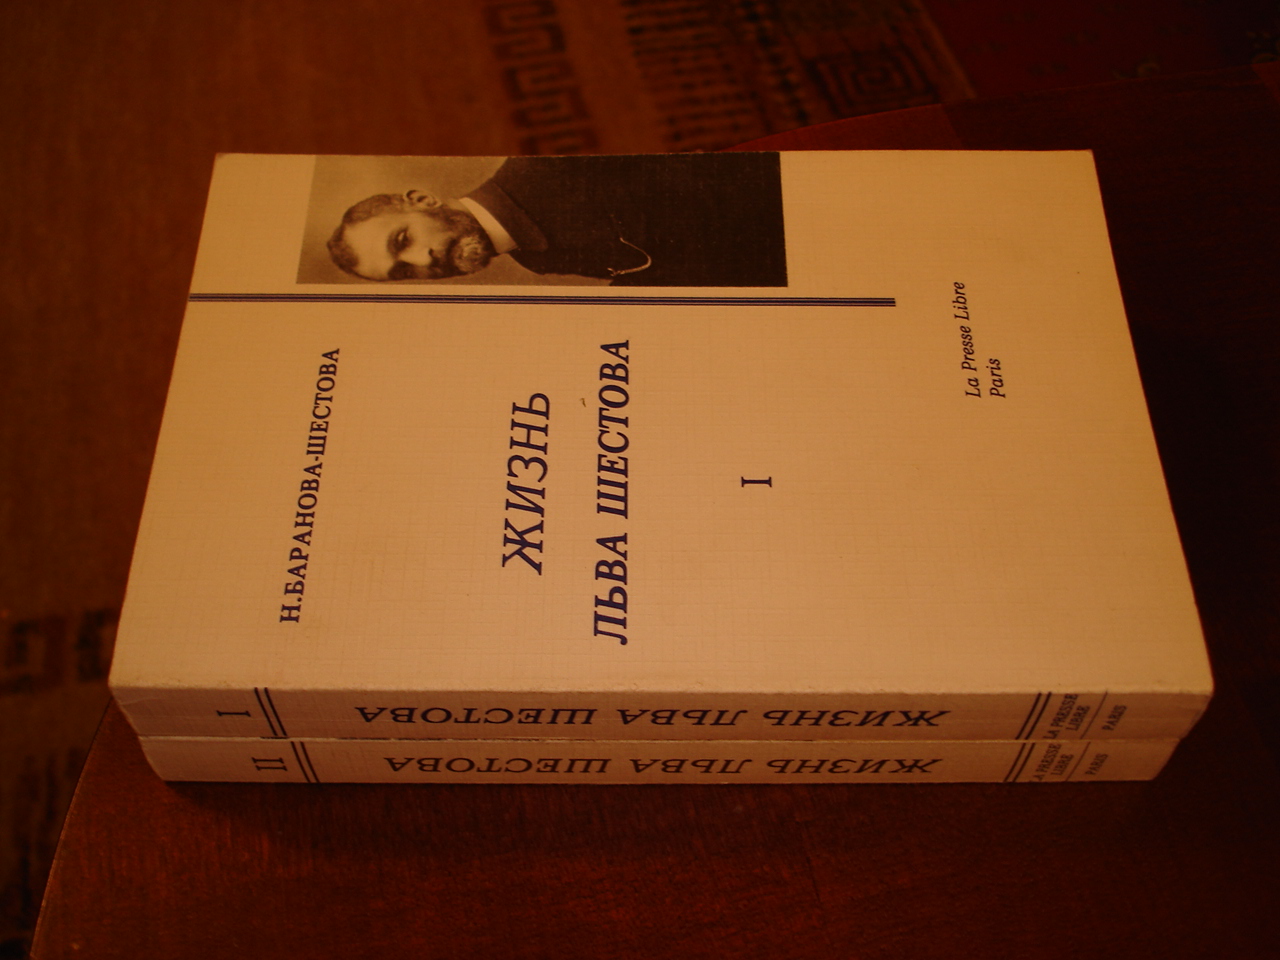 Н.БАРАНОВА-ШЕСТОВА
ЖИЗНЬ
ЛЬВА ШЕСТОВА
I
La Presse Libre
Paris
I
ЖИЗНЬ ЛЬВА ШЕСТОВА
LA PRESSE
LIBRE
PARIS
II
ЖИЗНЬ ЛЬВА ШЕСТОВА
LA PRESSE
LIBRE
PARIS